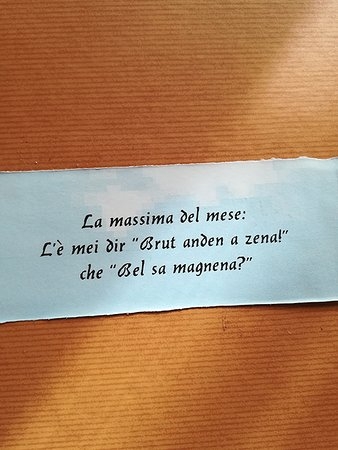 La massima del mese:
L'è mei dir "Brut anden a zena!"
che "Bel sa magnena?"